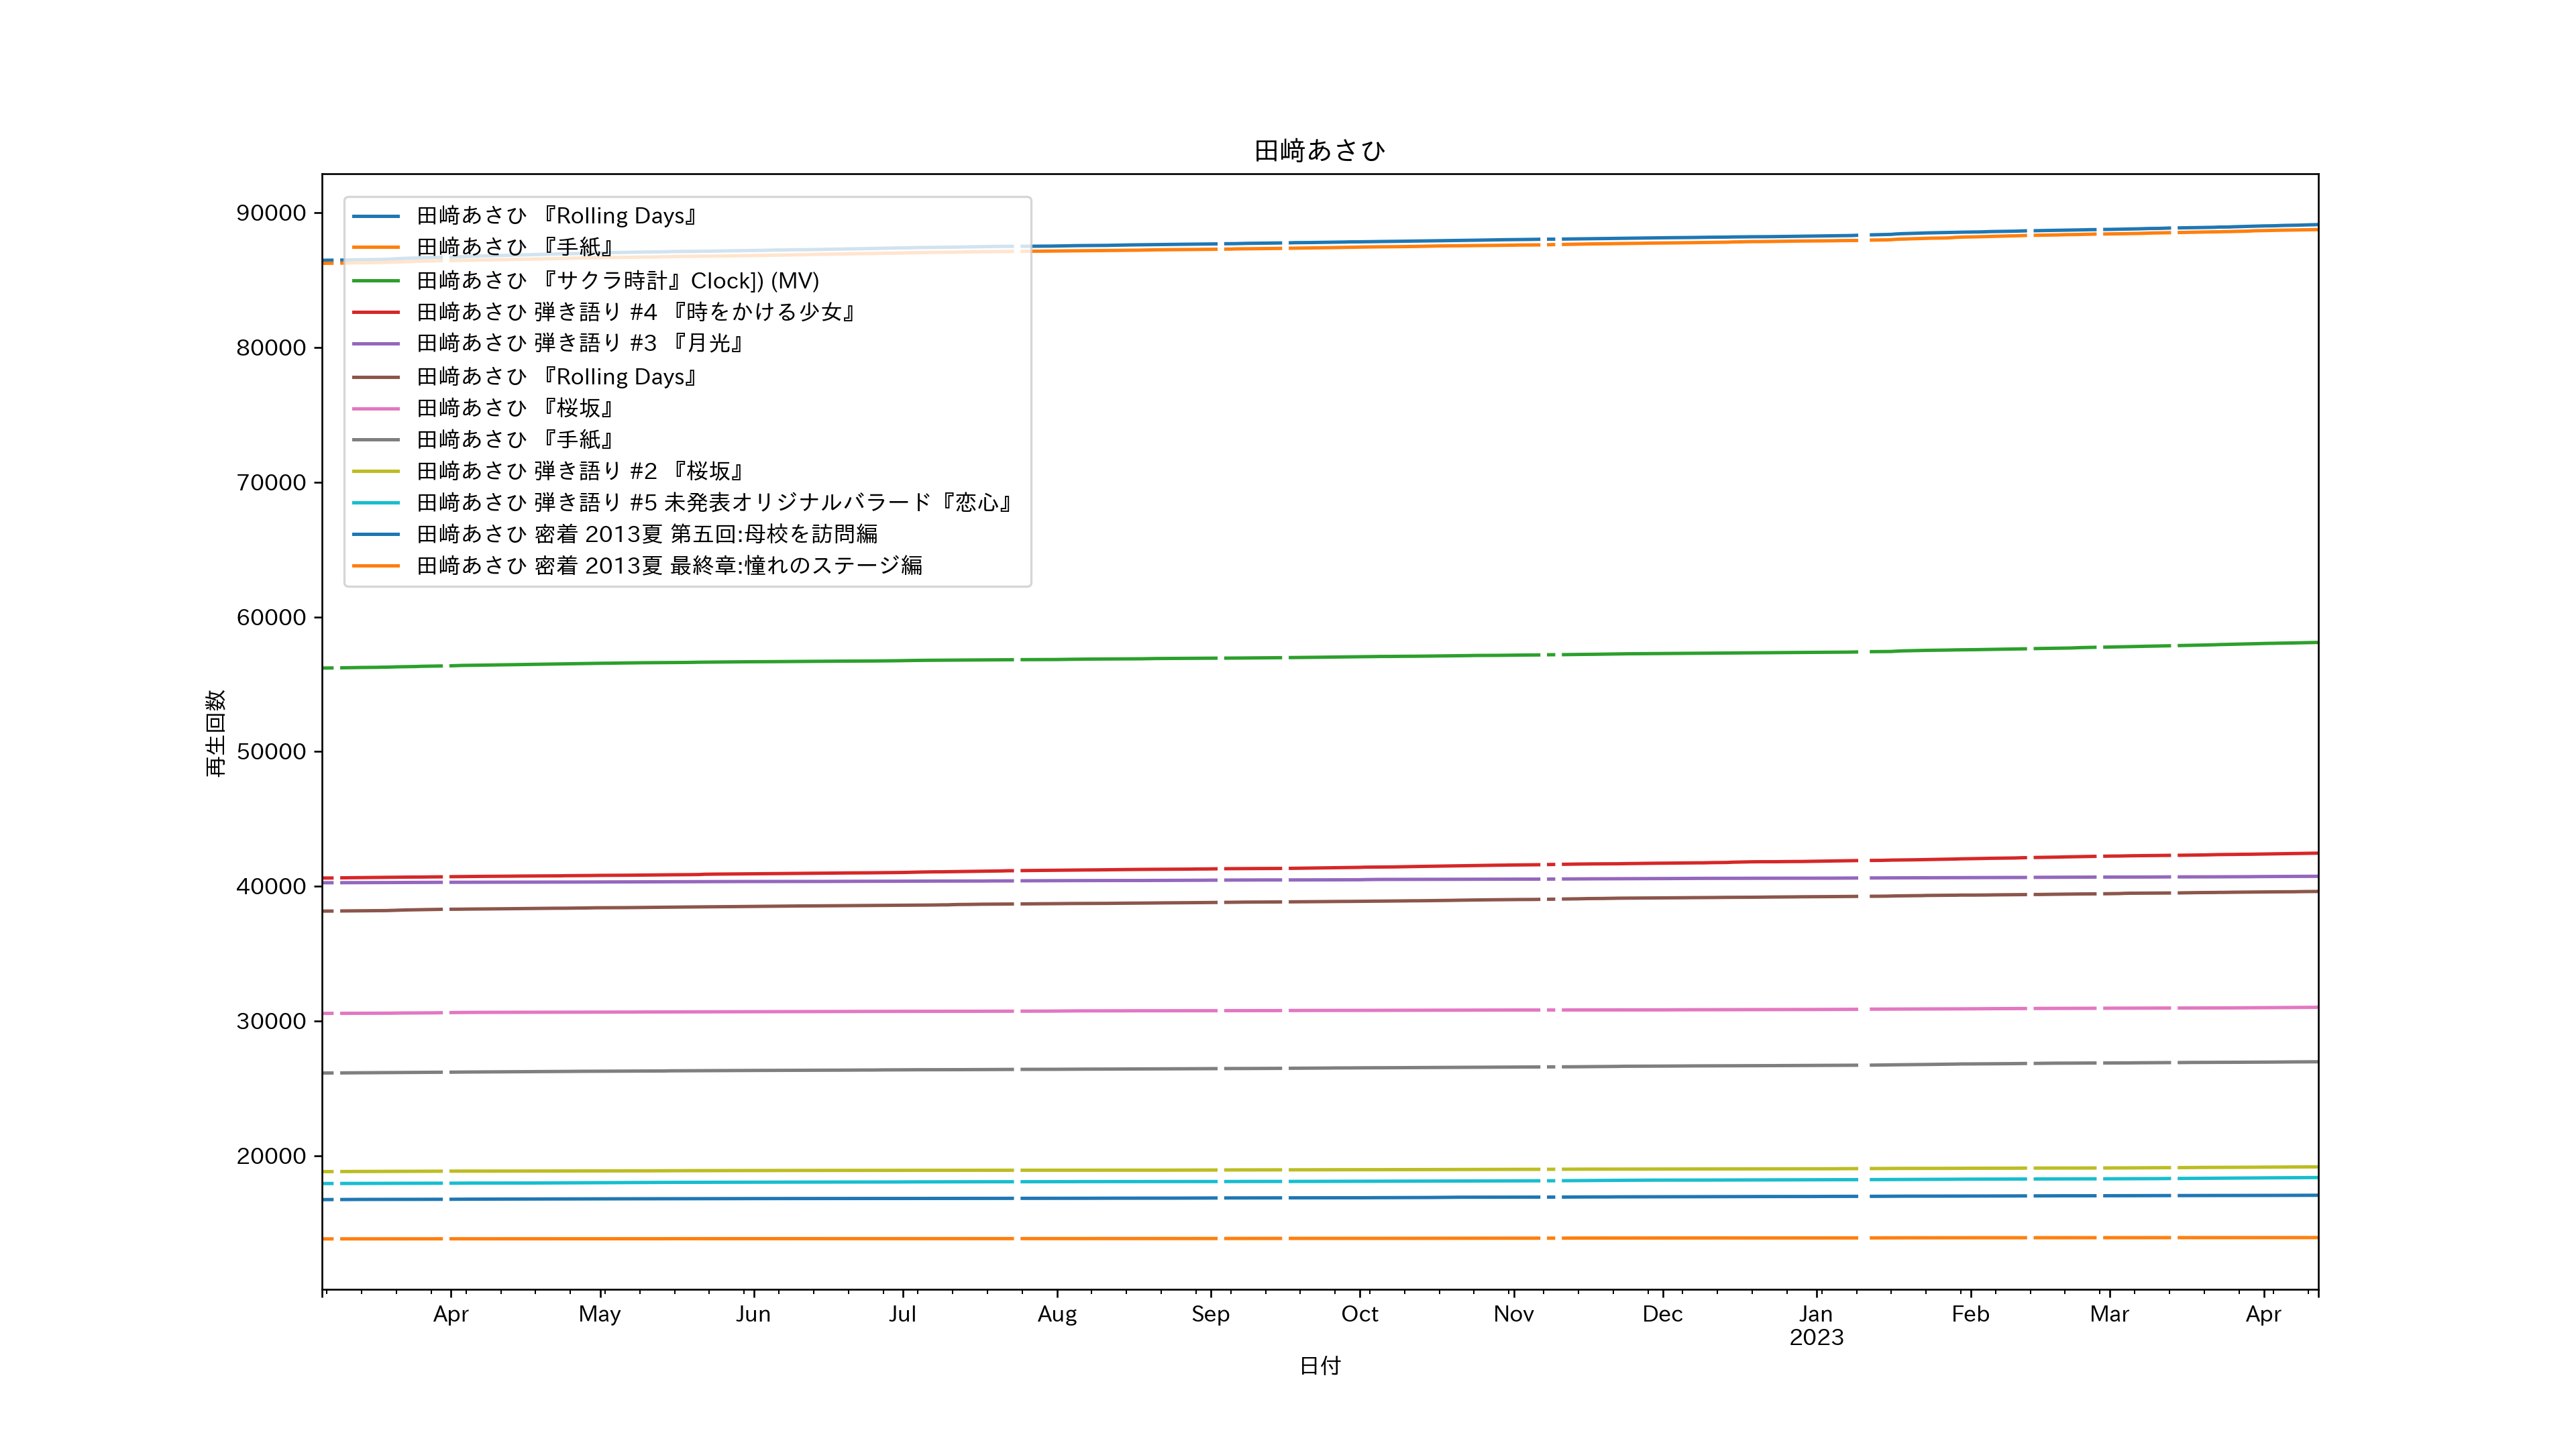 田﨑あさひ
90000
80000
70000
60000
50000
40000
30000
20000
再生回数
田﨑あさひ 『Rolling Days』
田﨑あさひ 『手紙』
田﨑あさひ 『サクラ時計』Clock]) (MV)
田﨑あさひ 弾き語り #4 『時をかける少女』
田﨑あさひ 弾き語り #3 『月光』
田﨑あさひ 『Rolling Days』
田﨑あさひ 『桜坂』
田﨑あさひ 『手紙』
田﨑あさひ 弾き語り #2 『桜坂』
田﨑あさひ 弾き語り #5 未発表オリジナルバラード『恋心』
田﨑あさひ 密着 2013夏 第五回:母校を訪問編
田﨑あさひ 密着 2013夏 最終章:憧れのステージ編
Apr May Jun Jul Aug Sep Oct Nov Dec Jan Feb Mar Apr
2023
日付